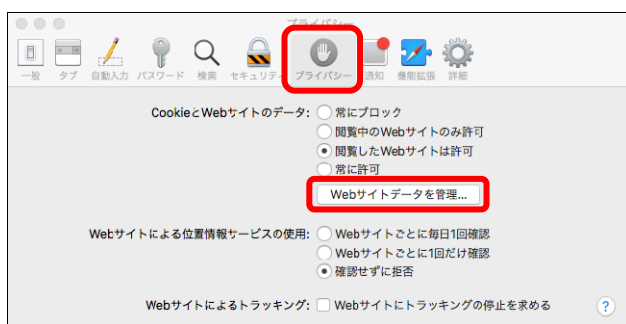 プライバシー
一般 タブ 自動入力 パスワード 検索 セキュリティ プライバシー 通知 機能拡張 詳細
CookieとWebサイトのデータ: 常にブロック
閲覧中のWebサイトのみ許可
閲覧したWebサイトは許可
常に許可
Webサイトデータを管理...
Webサイトによる位置情報サービスの使用: Webサイトごとに毎日1回確認
Webサイトごとに1回だけ確認
確認せずに拒否
Webサイトによるトラッキング: Webサイトにトラッキングの停止を求める ?